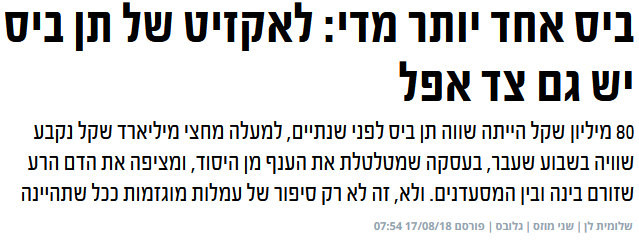 ביס אחד יותר מדי: לאקזיט של תן ביס
יש גם צד אפל
80 מיליון שקל הייתה שווה תן ביס לפני שנתיים, למעלה מחצי מיליארד שקל נקבע
שוויה בשבוע שעבר, בעסקה שמטלטלת את הענף מן היסוד, ומציפה את הדם הרע
שזורם בינה ובין המסעדנים. ולא, זה לא רק סיפור של עמלות מוגזמות ככל שתהיינה
שלומית לן | שני מוזס | גלובס | פורסם 17/08/18 07:54